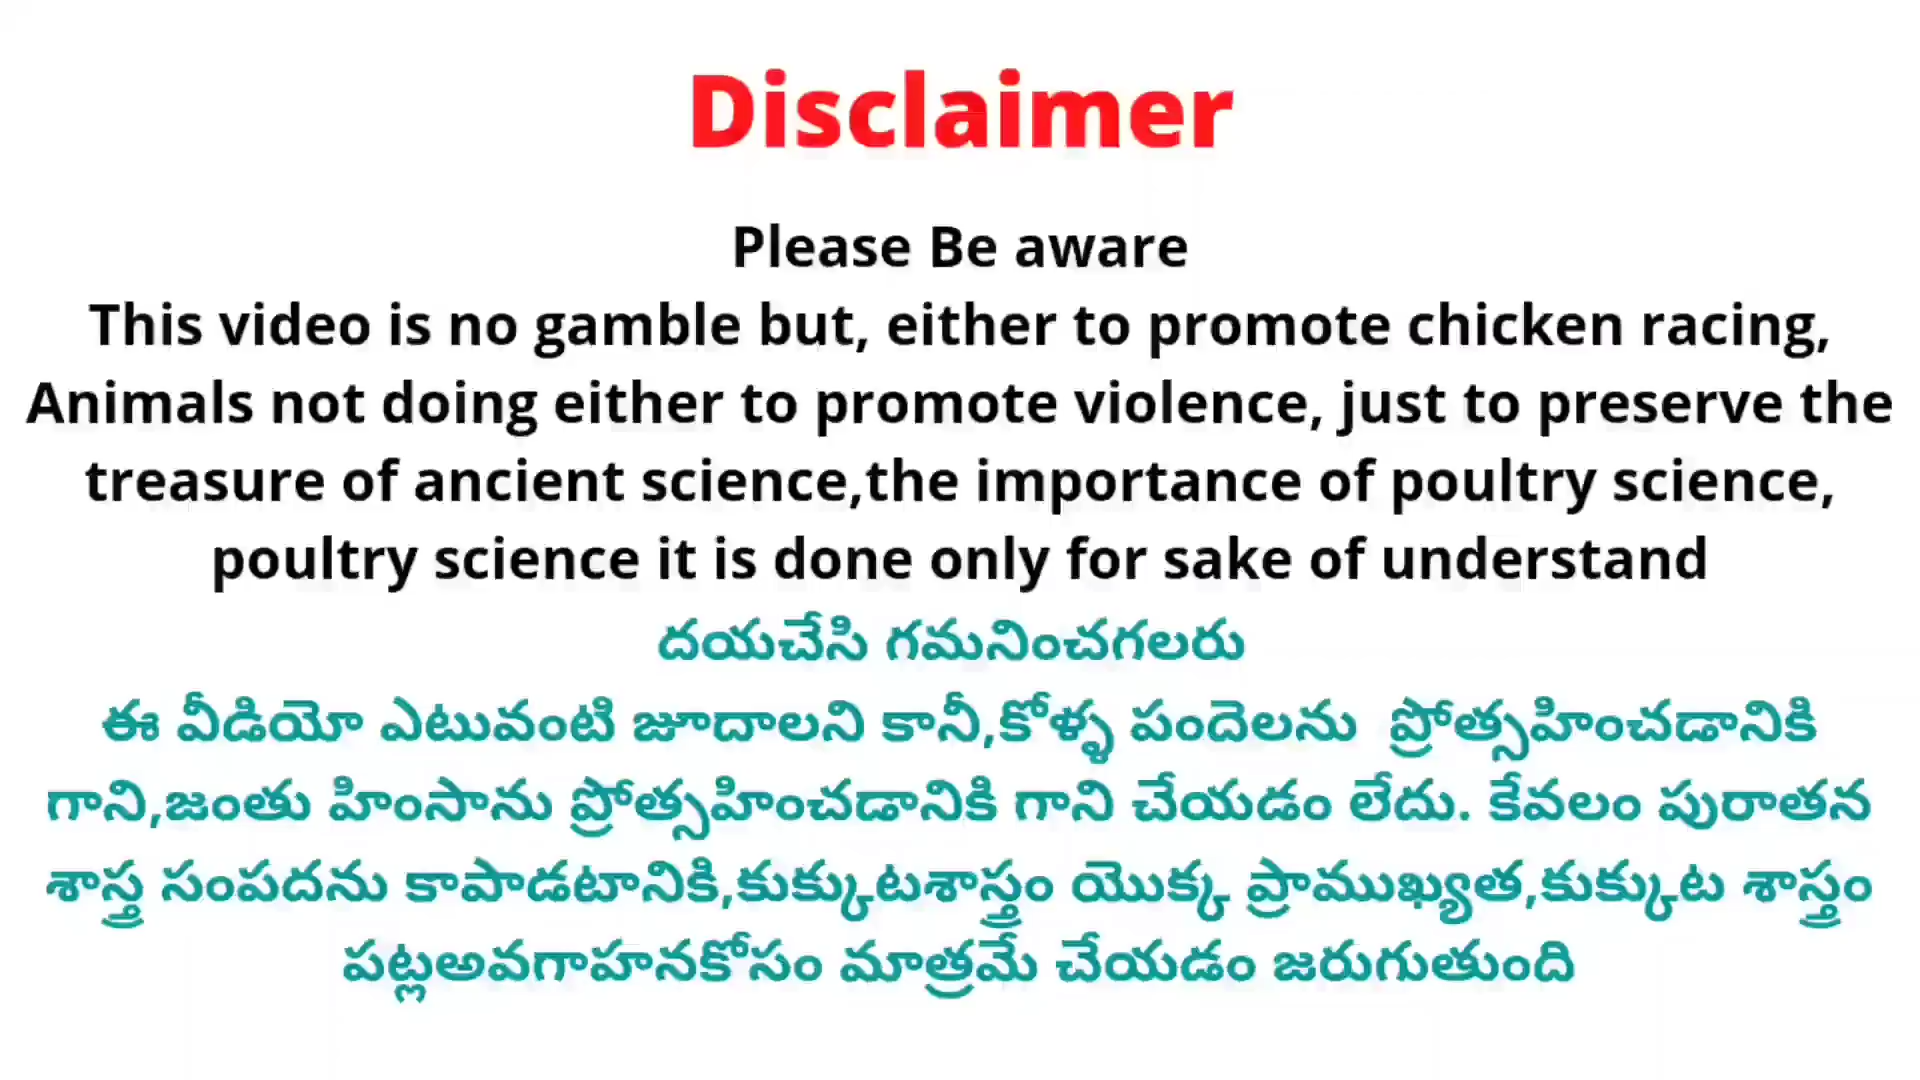 Disclaimer
Please Be aware
This video is no gamble but, either to promote chicken racing,
Animals not doing either to promote violence, just to preserve the
treasure of ancient science,the importance of poultry science,
poultry science it is done only for sake of understand
దయచేసి గమనించగలరు
ఈ వీడియో ఎటువంటి జూదాలని కానీ,కోళ్ళ పందెలను ప్రోత్సహించడానికి
గాని,జంతు హింసాను ప్రోత్సహించడానికి గాని చేయడం లేదు. కేవలం పురాతన
శాస్త్ర సంపదను కాపాడటానికి,కుక్కుటశాస్త్రం యొక్క ప్రాముఖ్యత,కుక్కుట శాస్త్రం
పట్లఅవగాహనకోసం మాత్రమే చేయడం జరుగుతుంది